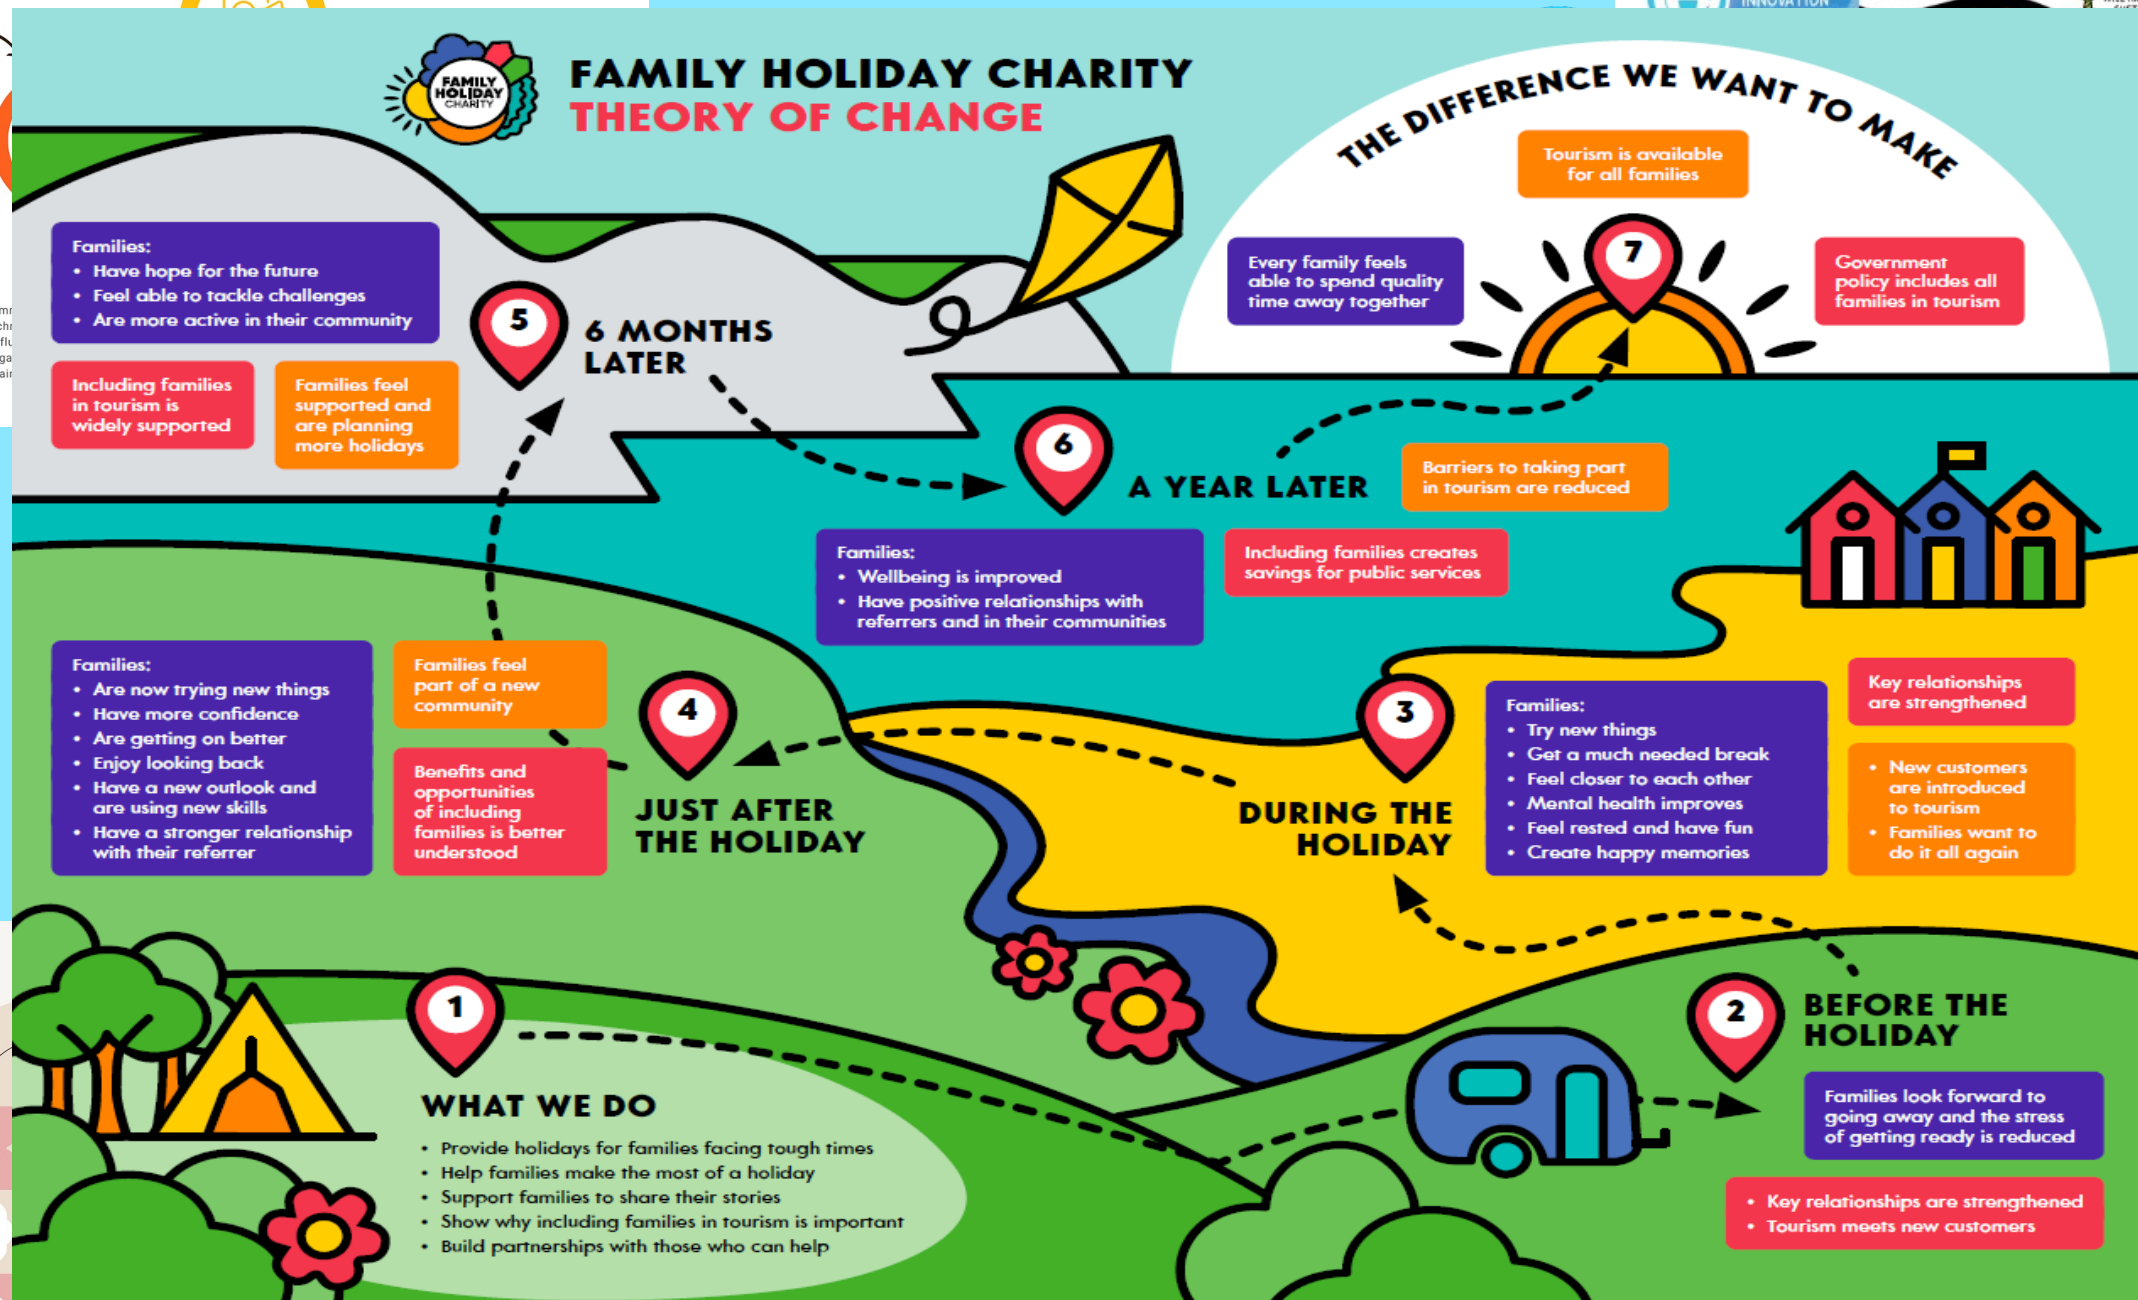 INNOVATION
FAMILY
HOLIDAY
CHARITY
FAMILY HOLIDAY CHARITY
THEORY OF CHANGE
THE DIFFERENCE WE WANT TO MAKE
Tourism is available
for all families
7
Every family feels
able to spend quality
time away together
Government
policy includes all
families in tourism
Families:
• Have hope for the future
• Feel able to tackle challenges
• Are more active in their community
5
6 MONTHS
LATER
Including families
in tourism is
widely supported
Families feel
supported and
are planning
more holidays
6
A YEAR LATER
Barriers to taking part
in tourism are reduced
Families:
• Wellbeing is improved
• Have positive relationships with
referrers and in their communities
Including families creates
savings for public services
Families:
• Are now trying new things
• Have more confidence
• Are getting on better
• Enjoy looking back
• Have a new outlook and
are using new skills
• Have a stronger relationship
with their referrer
Families feel
part of a new
community
Benefits and
opportunities
of including
families is better
understood
4
JUST AFTER
THE HOLIDAY
3
DURING THE
HOLIDAY
Families:
• Try new things
• Get a much needed break
• Feel closer to each other
• Mental health improves
• Feel rested and have fun
• Create happy memories
Key relationships
are strengthened
• New customers
are introduced
to tourism
• Families want to
do it all again
1
WHAT WE DO
• Provide holidays for families facing tough times
• Help families make the most of a holiday
• Support families to share their stories
• Show why including families in tourism is important
• Build partnerships with those who can help
2
BEFORE THE
HOLIDAY
Families look forward to
going away and the stress
of getting ready is reduced
• Key relationships are strengthened
• Tourism meets new customers